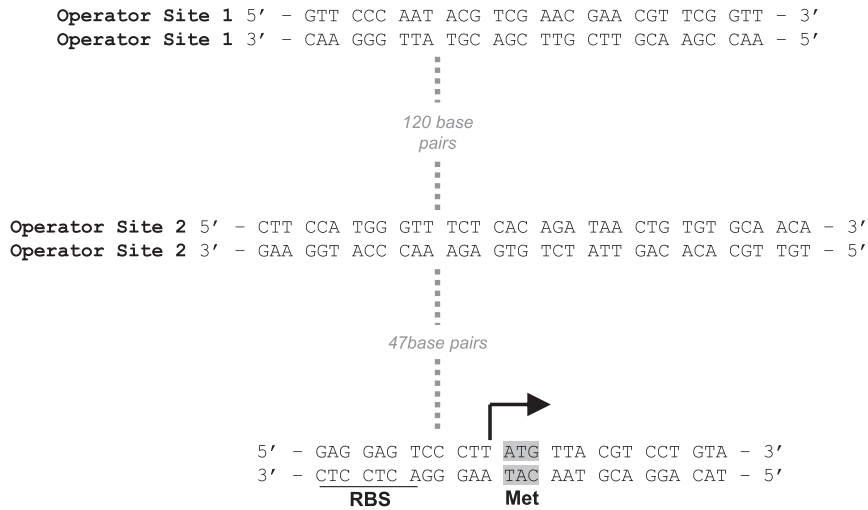 Operator Site 1 5′ – GTT CCC AAT ACG TCG AAC GAA CGT TCG GTT – 3′
Operator Site 1 3′ – CAA GGG TTA TGC AGC TTG CTT GCA AGC CAA – 5′
120 base
pairs
Operator Site 2 5′ – CTT CCA TGG GTT TCT CAC AGA TAA CTG TGT GCA ACA – 3′
Operator Site 2 3′ – GAA GGT ACC CAA AGA GTG TCT ATT GAC ACA CGT TGT – 5′
47base pairs
5′ – GAG GAG TCC CTT ATG TTA CGT CCT GTA – 3′
3′ – CTC CTC AGG GAA TAC AAT GCA GGA CAT – 5′
RBS Met